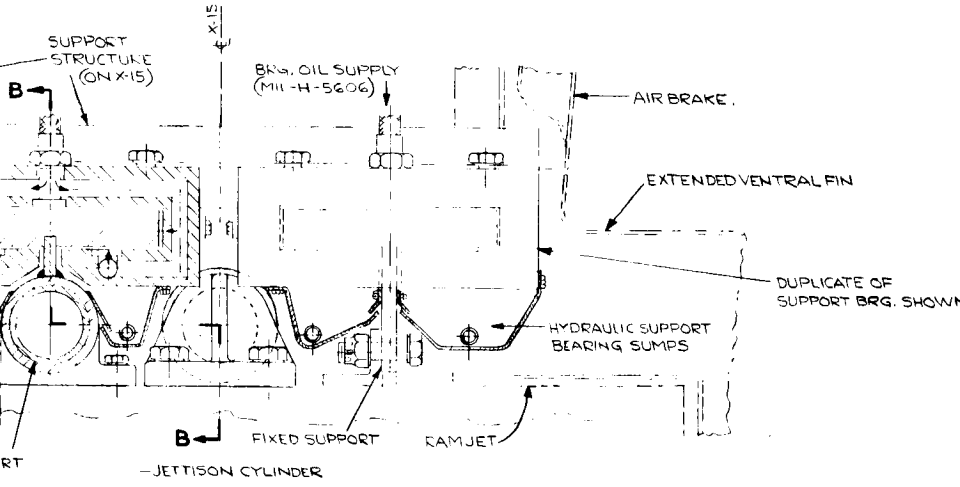 X-15
SUPPORT
STRUCTURE
(ON X-15)
B
BRG. OIL SUPPLY
(MIL-H-5606)
AIR BRAKE.
EXTENDED VENTRAL FIN
DUPLICATE OF
SUPPORT BRG. SHOWN
HYDRAULIC SUPPORT
BEARING SUMPS
B
FIXED SUPPORT
RAMJET
RT
JETTISON CYLINDER